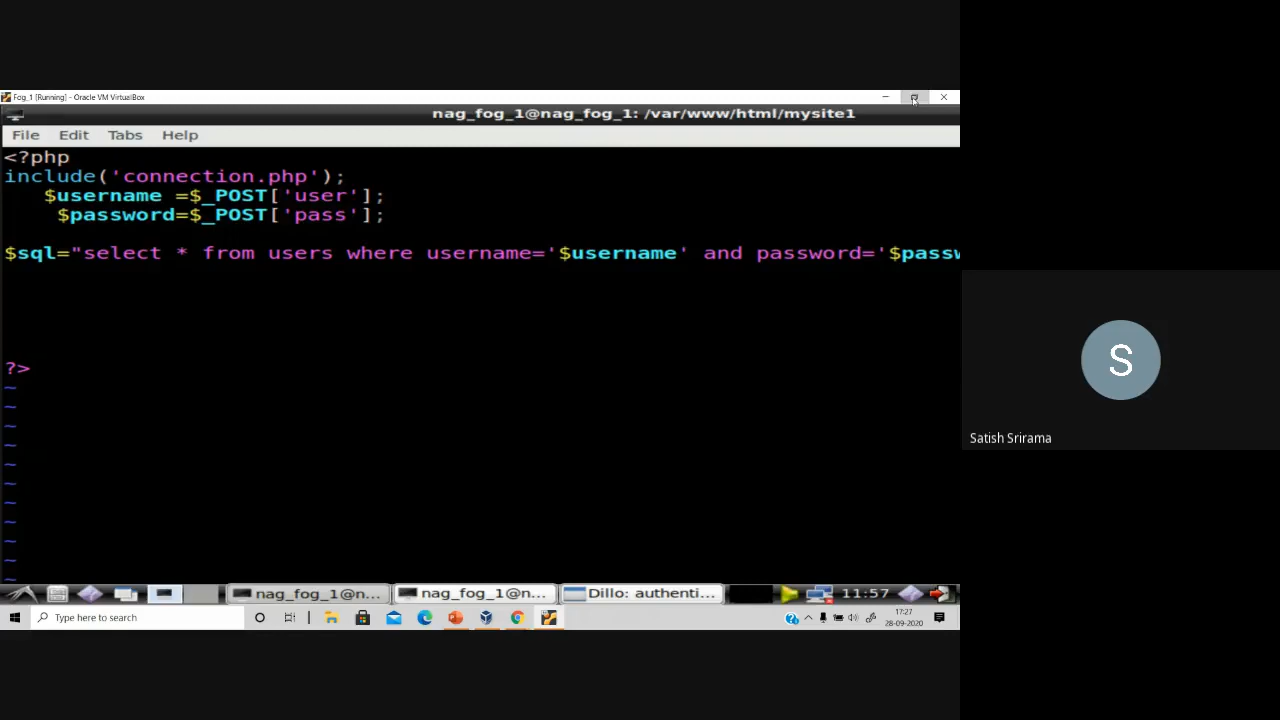 Fog_1 [Running] - Oracle VM VirtualBox
nag_fog_1@nag_fog_1: /var/www/html/mysite1
File Edit Tabs Help
<?php
include('connection.php');
$username =$_POST['user'];
$password=$_POST['pass'];
$sql="select * from users where username='$username' and password='$passw
?>
~
~
~
~
~
~
~
~
~
~
~
S
Satish Srirama
nag_fog_1@n... nag_fog_1@n... Dillo: authenti... 11:57
Type here to search 17:27
28-09-2020